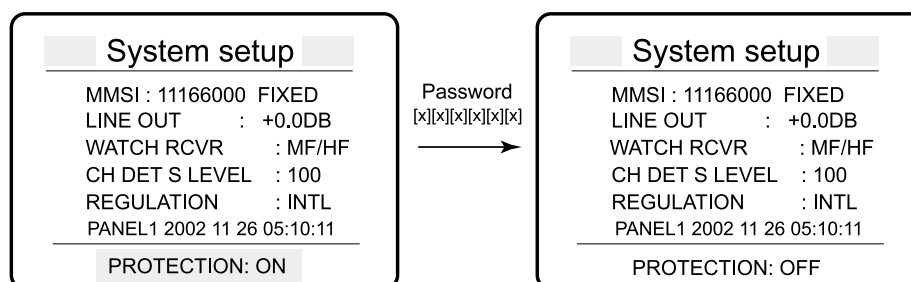 System setup
MMSI : 11166000 FIXED
LINE OUT : +0.0DB
WATCH RCVR : MF/HF
CH DET S LEVEL : 100
REGULATION : INTL
PANEL1 2002 11 26 05:10:11
PROTECTION: ON
Password
[x][x][x][x][x][x]
System setup
MMSI : 11166000 FIXED
LINE OUT : +0.0DB
WATCH RCVR : MF/HF
CH DET S LEVEL : 100
REGULATION : INTL
PANEL1 2002 11 26 05:10:11
PROTECTION: OFF